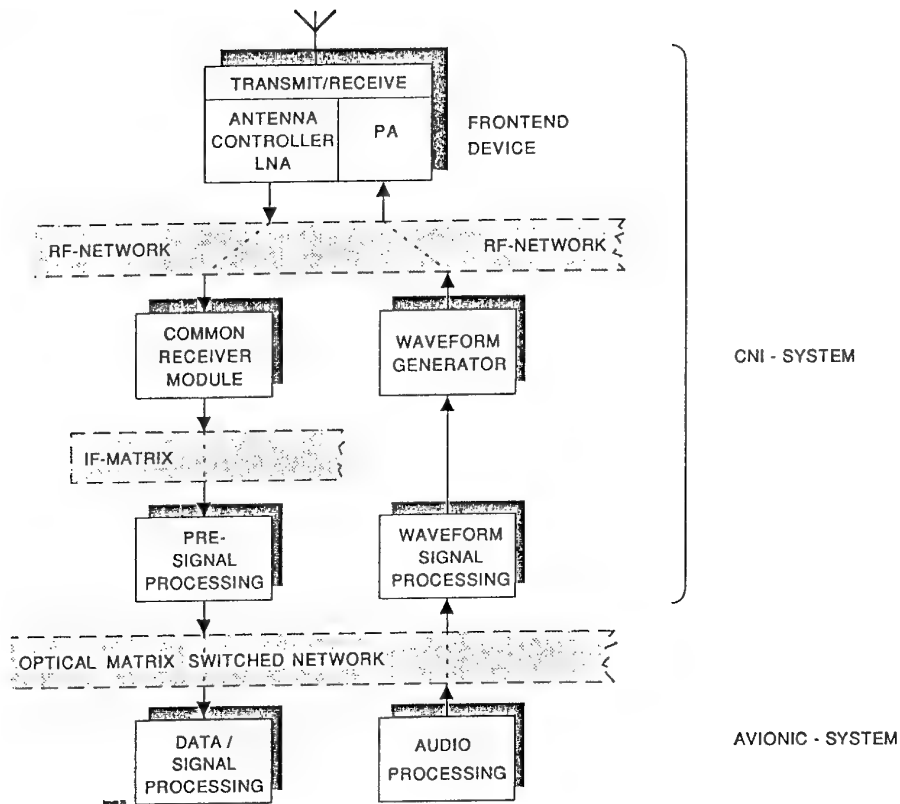 TRANSMIT/RECEIVE
ANTENNA
CONTROLLER
LNA
PA
FRONTEND
DEVICE
RF-NETWORK
RF-NETWORK
COMMON
RECEIVER
MODULE
WAVEFORM
GENERATOR
CNI - SYSTEM
IF-MATRIX
PRE-
SIGNAL
PROCESSING
WAVEFORM
SIGNAL
PROCESSING
OPTICAL MATRIX SWITCHED NETWORK
DATA /
SIGNAL
PROCESSING
AUDIO
PROCESSING
AVIONIC - SYSTEM